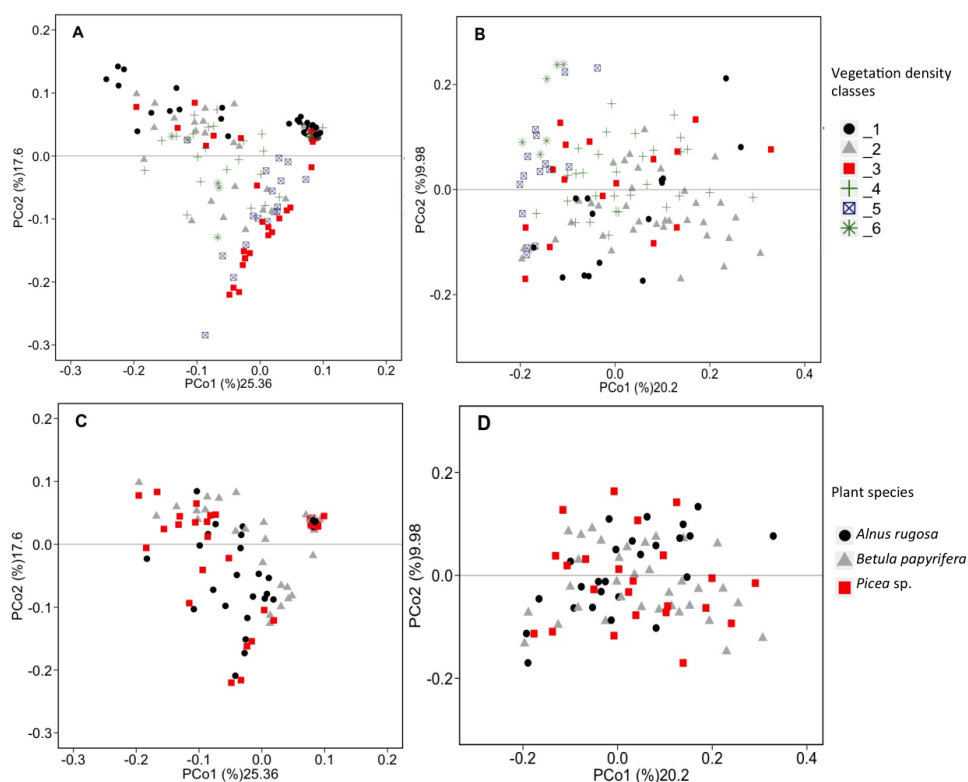 A
0.2
0.1
0.0
-0.1
-0.2
-0.3
PCo2 (%)17.6
-0.3
-0.2
-0.1
0.0
0.1
0.2
PCo1 (%)25.36
B
0.2
0.0
-0.2
PCo2 (%)9.98
-0.2
0.0
0.2
0.4
PCo1 (%)20.2
Vegetation density
classes
_1
_2
_3
_4
_5
_6
C
0.2
0.1
0.0
-0.1
-0.2
-0.3
PCo2 (%)17.6
-0.3
-0.2
-0.1
0.0
0.1
0.2
PCo1 (%)25.36
D
0.2
0.0
-0.2
PCo2 (%)9.98
-0.2
0.0
0.2
0.4
PCo1 (%)20.2
Plant species
Alnus rugosa
Betula papyrifera
Picea sp.